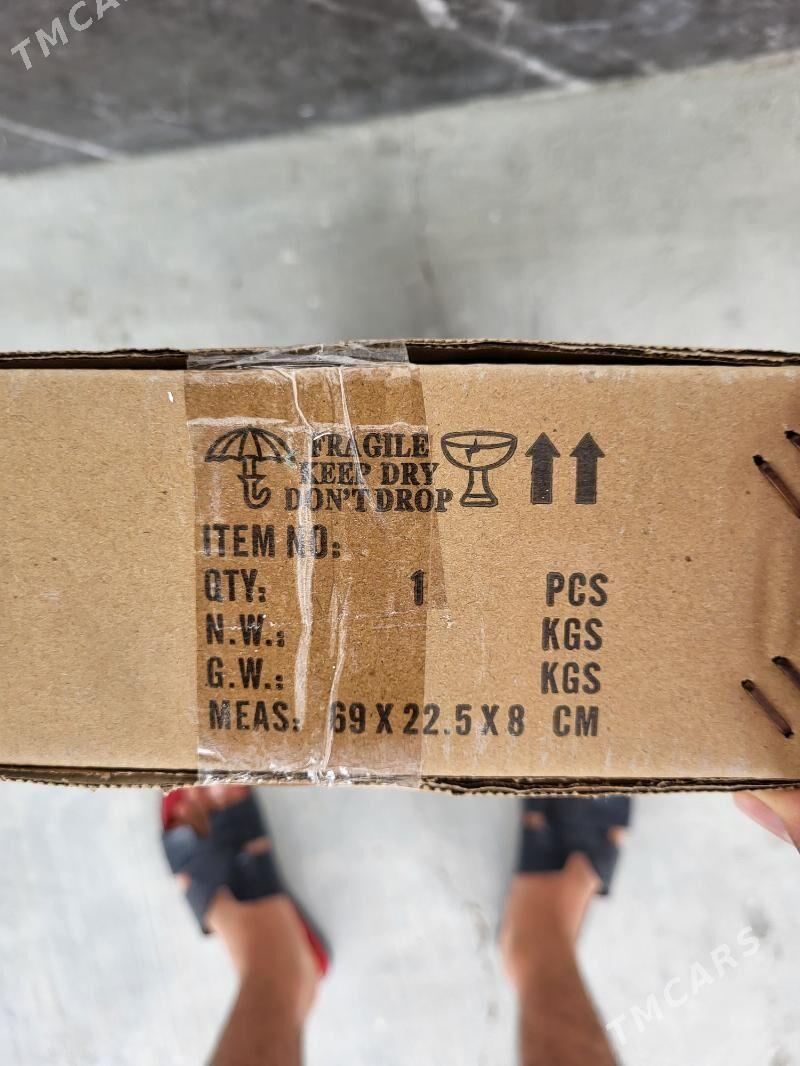 TMCARS
FRAGILE
KEEP DRY
DON'T DROP
ITEM NO:
QTY: 1 PCS
N.W.: KGS
G.W.: KGS
MEAS: 69 X 22.5 X 8 CM
TMCARS